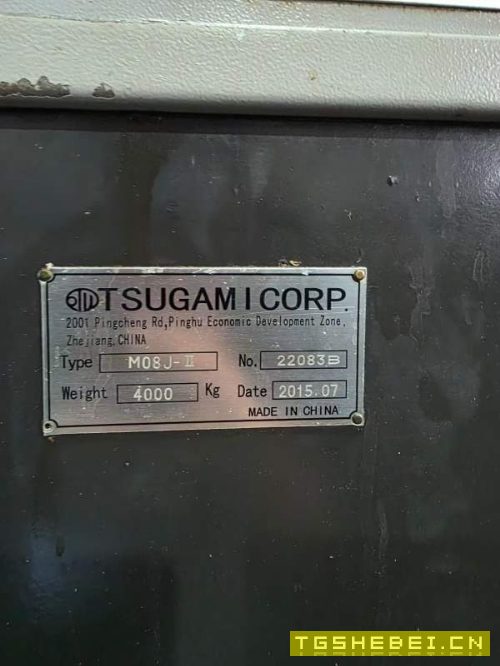 TSUGAMI CORP.
2001 Pingcheng Rd,Pinghu Economic Development Zone,
Zhejiang,CHINA
Type M08J-Ⅱ No. 22083B
Weight 4000 Kg Date 2015.07
MADE IN CHINA
TGSHEBEI.CN